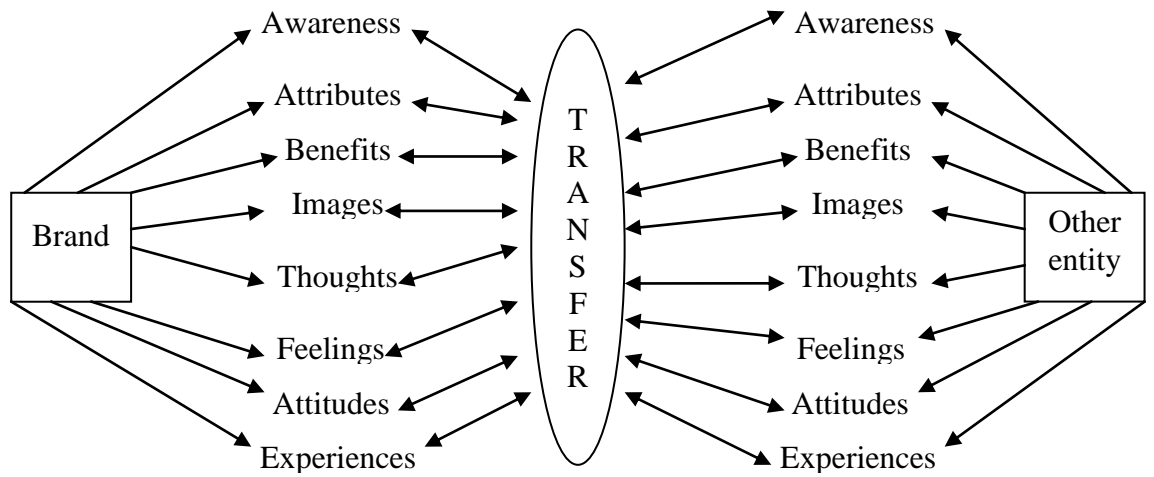 Awareness
Attributes
Benefits
Images
Thoughts
Feelings
Attitudes
Experiences
Brand
T
R
A
N
S
F
E
R
Awareness
Attributes
Benefits
Images
Thoughts
Feelings
Attitudes
Experiences
Other
entity